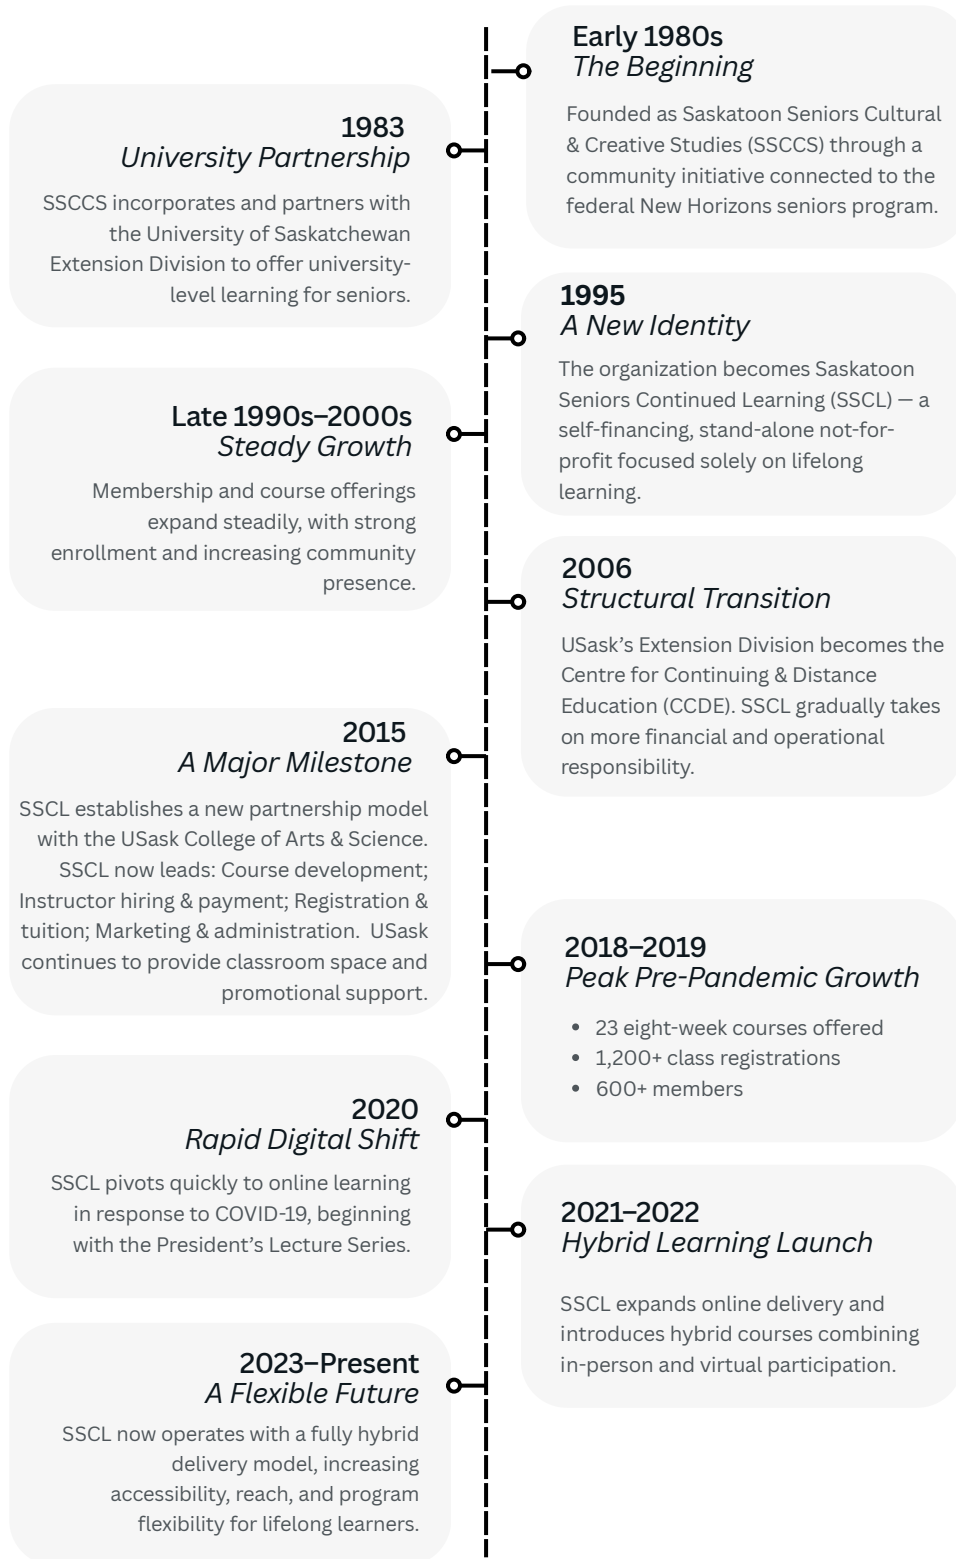 Early 1980s
The Beginning
Founded as Saskatoon Seniors Cultural
& Creative Studies (SSCCS) through a
community initiative connected to the
federal New Horizons seniors program.
1983
University Partnership
SSCCS incorporates and partners with
the University of Saskatchewan
Extension Division to offer university-
level learning for seniors.
1995
A New Identity
The organization becomes Saskatoon
Seniors Continued Learning (SSCL) — a
self-financing, stand-alone not-for-
profit focused solely on lifelong
learning.
Late 1990s–2000s
Steady Growth
Membership and course offerings
expand steadily, with strong
enrollment and increasing community
presence.
2006
Structural Transition
USask’s Extension Division becomes the
Centre for Continuing & Distance
Education (CCDE). SSCL gradually takes
on more financial and operational
responsibility.
2015
A Major Milestone
SSCL establishes a new partnership model
with the USask College of Arts & Science.
SSCL now leads: Course development;
Instructor hiring & payment; Registration &
tuition; Marketing & administration.  USask
continues to provide classroom space and
promotional support.
2018–2019
Peak Pre-Pandemic Growth
• 23 eight-week courses offered
• 1,200+ class registrations
• 600+ members
2020
Rapid Digital Shift
SSCL pivots quickly to online learning
in response to COVID-19, beginning
with the President’s Lecture Series.
2021–2022
Hybrid Learning Launch
SSCL expands online delivery and
introduces hybrid courses combining
in-person and virtual participation.
2023–Present
A Flexible Future
SSCL now operates with a fully hybrid
delivery model, increasing
accessibility, reach, and program
flexibility for lifelong learners.